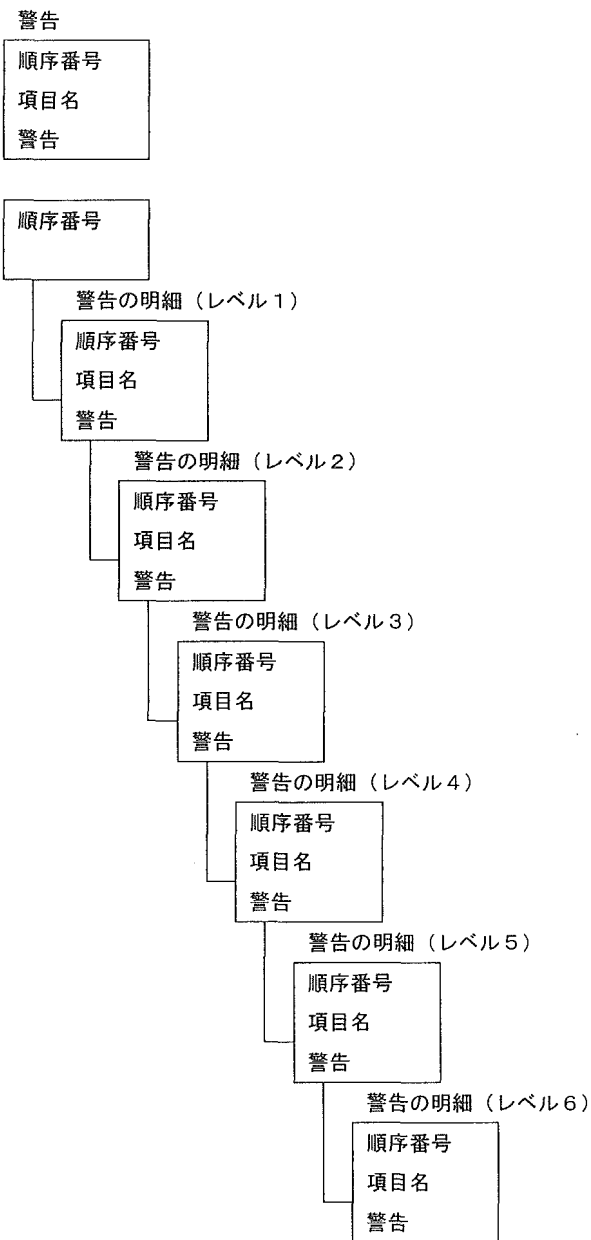 警告
順序番号
項目名
警告
順序番号
警告の明細（レベル１）
順序番号
項目名
警告
警告の明細（レベル２）
順序番号
項目名
警告
警告の明細（レベル３）
順序番号
項目名
警告
警告の明細（レベル４）
順序番号
項目名
警告
警告の明細（レベル５）
順序番号
項目名
警告
警告の明細（レベル６）
順序番号
項目名
警告